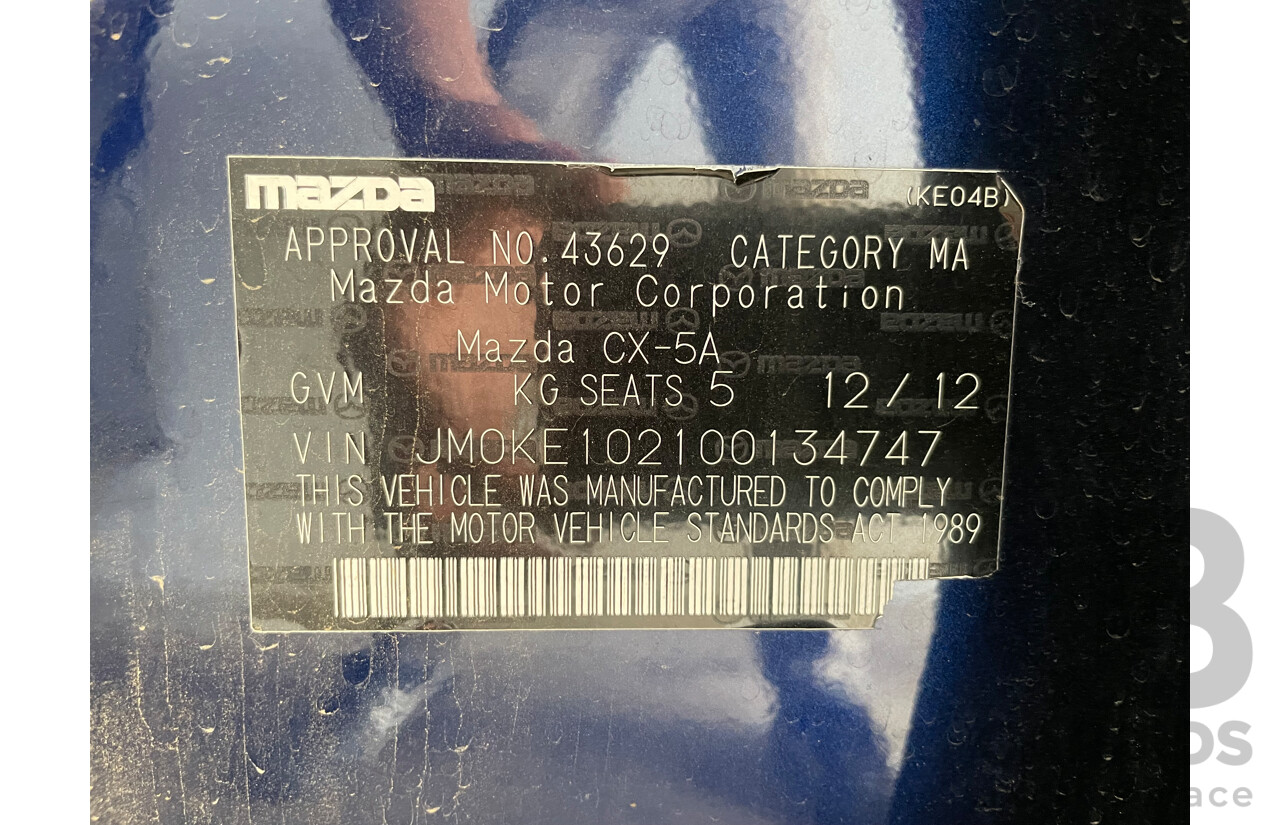 mazda (KE04B)
APPROVAL NO.43629 CATEGORY MA
Mazda Motor Corporation
Mazda CX-5A
GVM KG SEATS 5 12/12
VIN JM0KE102100134747
THIS VEHICLE WAS MANUFACTURED TO COMPLY
WITH THE MOTOR VEHICLE STANDARDS ACT 1989